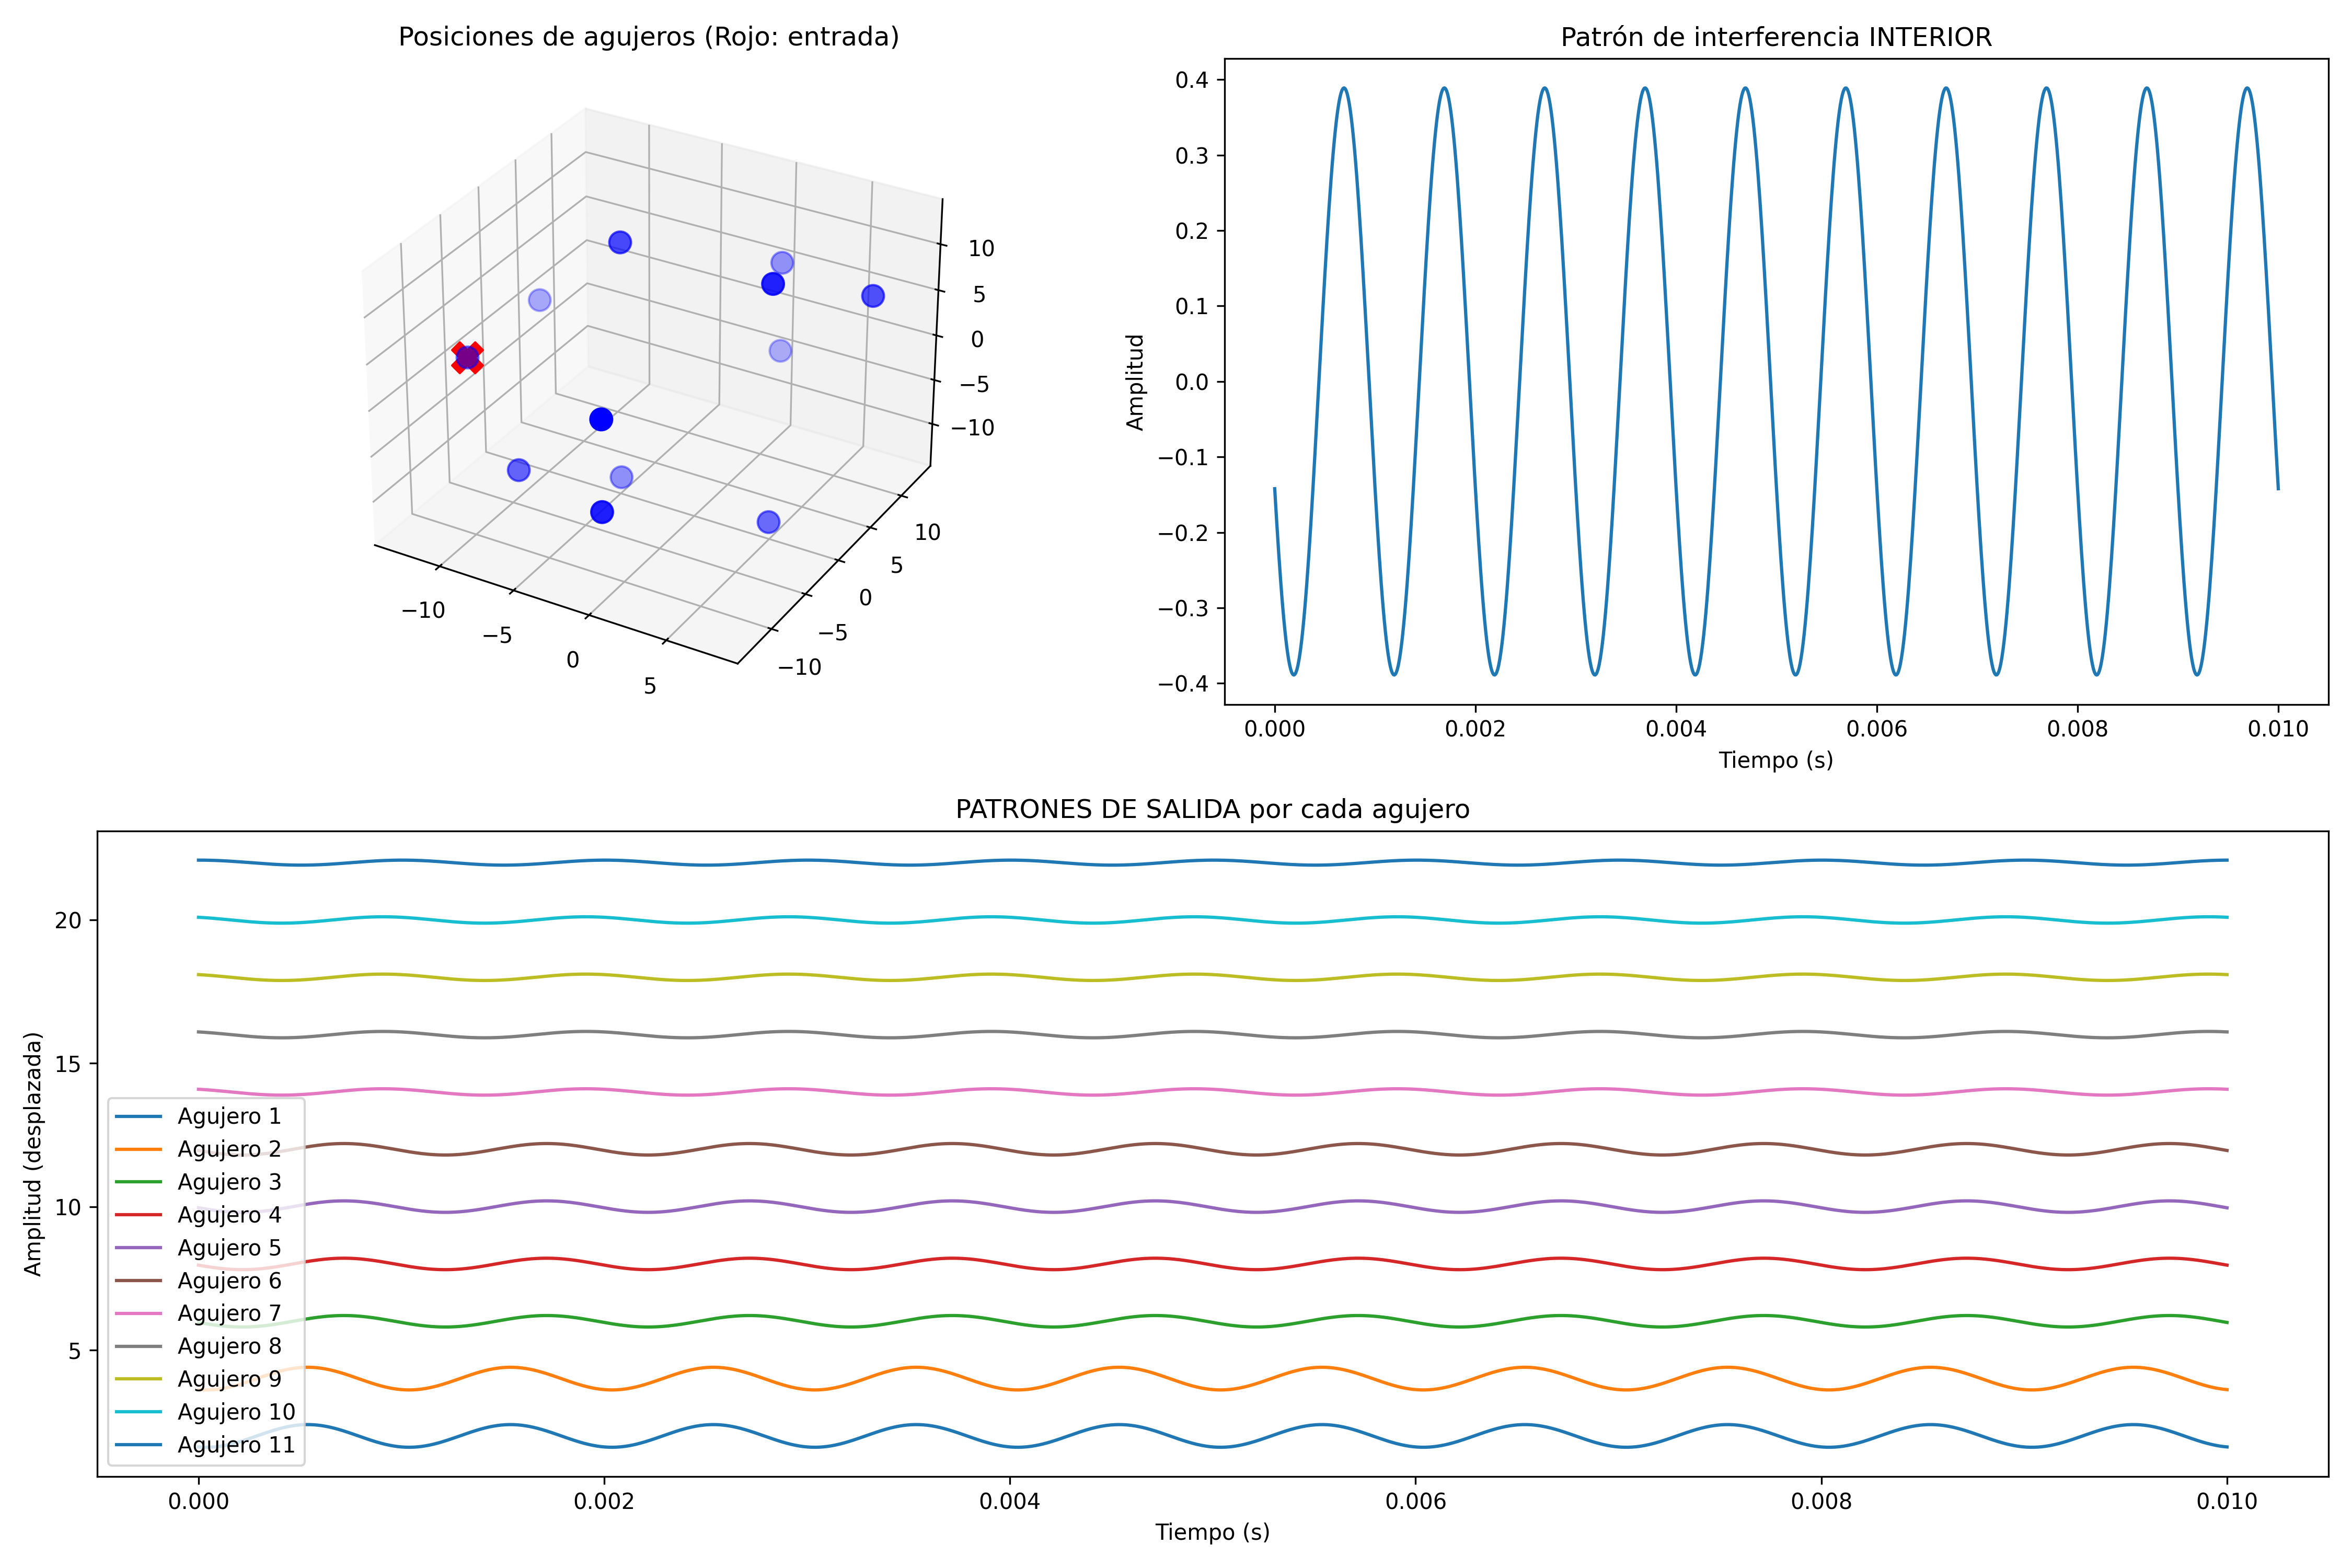 Posiciones de agujeros (Rojo: entrada)
10
5
0
−5
−10
−10
−5
0
5
10
5
0
−5
−10
Patrón de interferencia INTERIOR
Amplitud
0.4
0.3
0.2
0.1
0.0
−0.1
−0.2
−0.3
−0.4
0.000
0.002
0.004
0.006
0.008
0.010
Tiempo (s)
PATRONES DE SALIDA por cada agujero
Amplitud (desplazada)
20
15
10
5
Agujero 1
Agujero 2
Agujero 3
Agujero 4
Agujero 5
Agujero 6
Agujero 7
Agujero 8
Agujero 9
Agujero 10
Agujero 11
0.000
0.002
0.004
0.006
0.008
0.010
Tiempo (s)